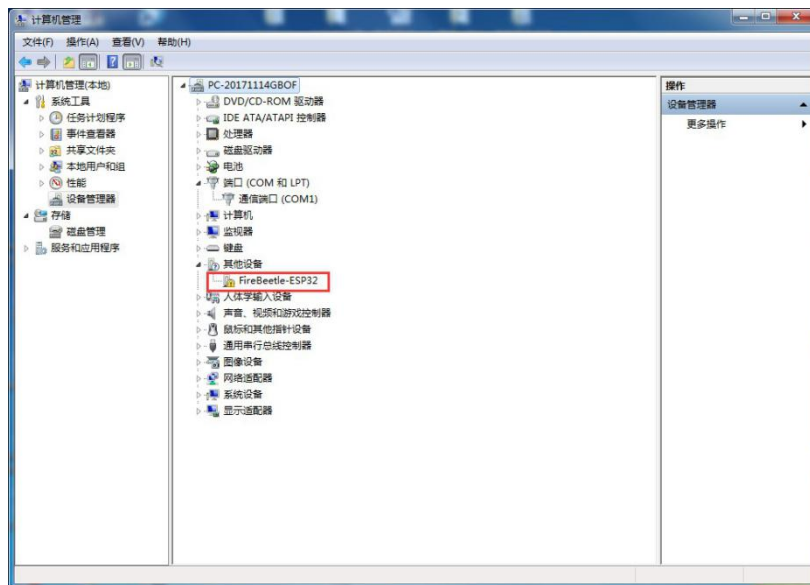 计算机管理
文件(F) 操作(A) 查看(V) 帮助(H)
计算机管理(本地)
系统工具
任务计划程序
事件查看器
共享文件夹
本地用户和组
性能
设备管理器
存储
磁盘管理
服务和应用程序
PC-20171114GBOF
DVD/CD-ROM 驱动器
IDE ATA/ATAPI 控制器
处理器
磁盘驱动器
电池
端口 (COM 和 LPT)
通信端口 (COM1)
计算机
监视器
键盘
其他设备
FireBeetle-ESP32
人体学输入设备
声音、视频和游戏控制器
鼠标和其他指针设备
通用串行总线控制器
图像设备
网络适配器
系统设备
显示适配器
操作
设备管理器
更多操作